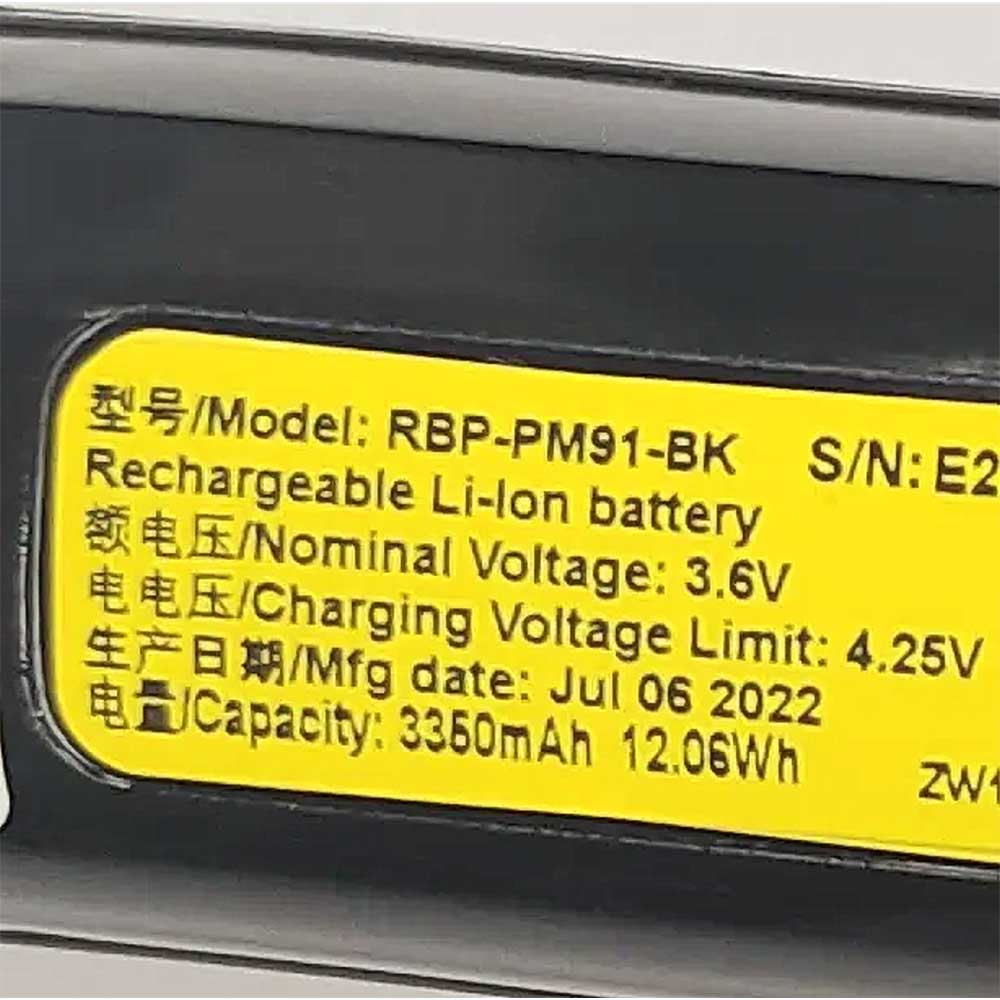 型号/Model: RBP-PM91-BK S/N: E2
Rechargeable Li-Ion battery
额电压/Nominal Voltage: 3.6V
电电压/Charging Voltage Limit: 4.25V
生产日期/Mfg date: Jul 06 2022
电量/Capacity: 3350mAh 12.06Wh
ZW1